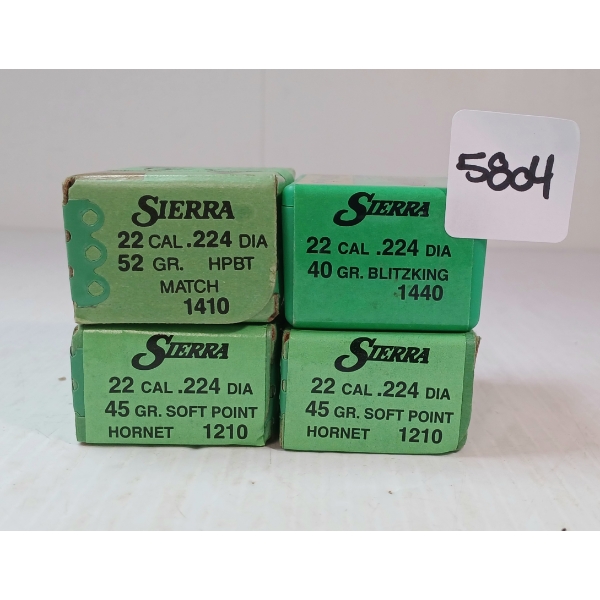 5804
SIERRA
22 CAL .224 DIA
52 GR. HPBT
MATCH
1410
SIERRA
22 CAL .224 DIA
40 GR. BLITZKING
1440
SIERRA
22 CAL .224 DIA
45 GR. SOFT POINT
HORNET 1210
SIERRA
22 CAL .224 DIA
45 GR. SOFT POINT
HORNET 1210